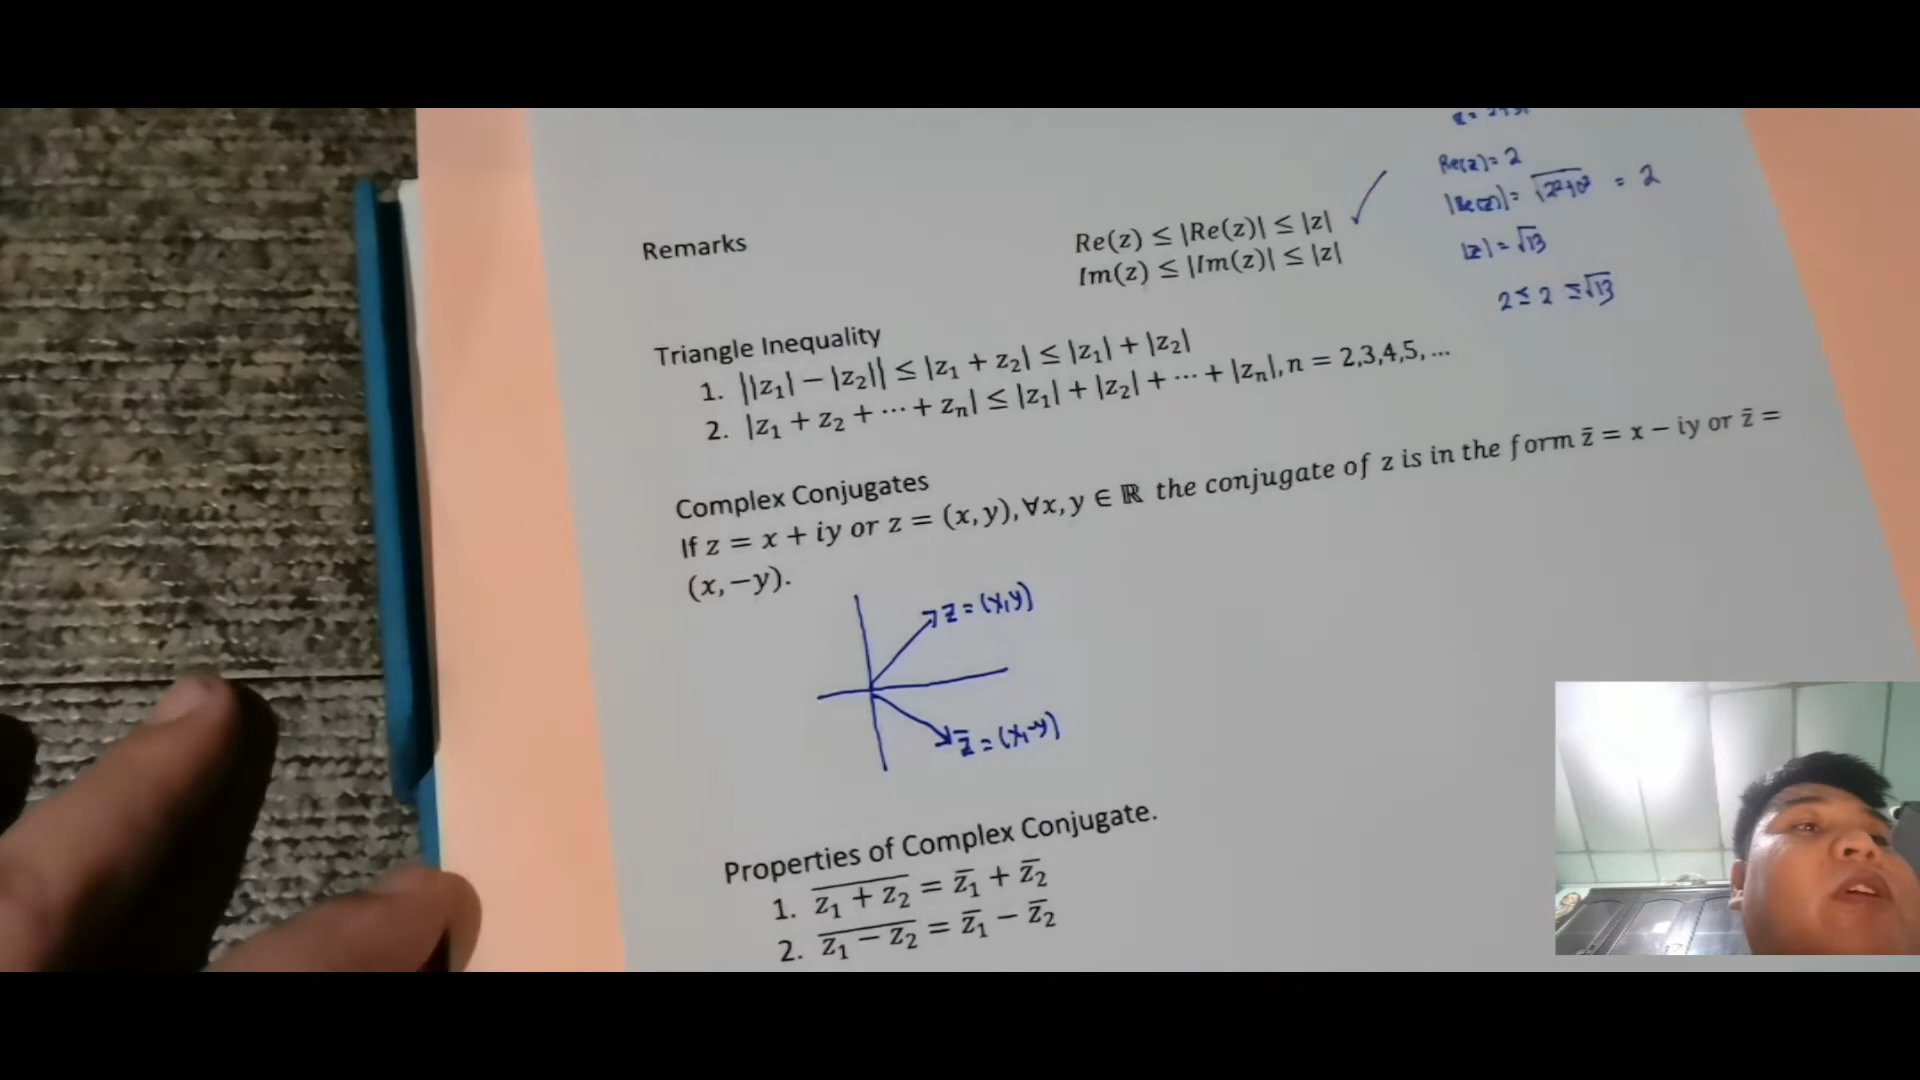 Re(z) = 2
|Re(z)| = √2²+0² = 2
|z| = √13
2 ≤ 2 ≤ √13
Remarks
Re(z) ≤ |Re(z)| ≤ |z|
Im(z) ≤ |Im(z)| ≤ |z|
Triangle Inequality
1. ||z₁| − |z₂|| ≤ |z₁ + z₂| ≤ |z₁| + |z₂|
2. |z₁ + z₂ + ⋯ + zₙ| ≤ |z₁| + |z₂| + ⋯ + |zₙ|, n = 2,3,4,5, …
Complex Conjugates
If z = x + iy or z = (x, y), ∀x, y ∈ ℝ the conjugate of z is in the form z̄ = x − iy or z̄ =
(x, −y).
z = (x,y)
z̄ = (x,-y)
Properties of Complex Conjugate.
1. z₁ + z₂‾ = z̄₁ + z̄₂
2. z₁ − z₂‾ = z̄₁ − z̄₂